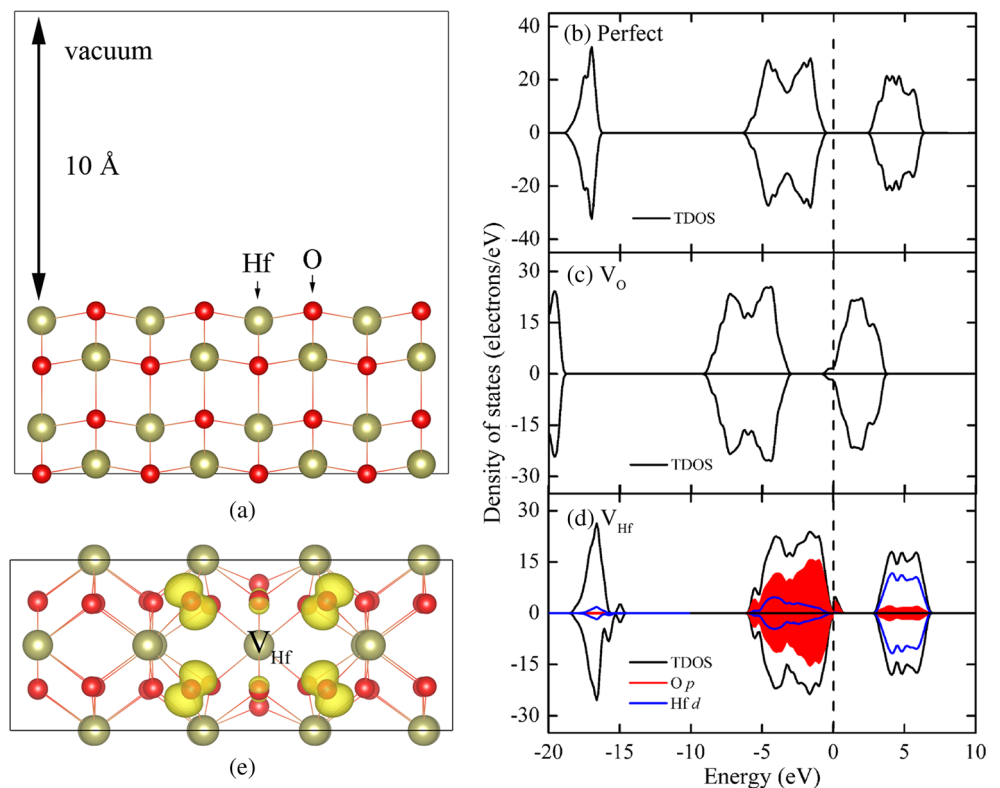 vacuum
10 Å
Hf
O
(a)
V_Hf
(e)
Density of states (electrons/eV)
(b) Perfect
40
20
0
-20
-40
TDOS
(c) V_O
30
15
0
15
-30
TDOS
(d) V_Hf
30
15
0
15
-30
TDOS
O p
Hf d
-20 -15 -10 -5 0 5 10
Energy (eV)